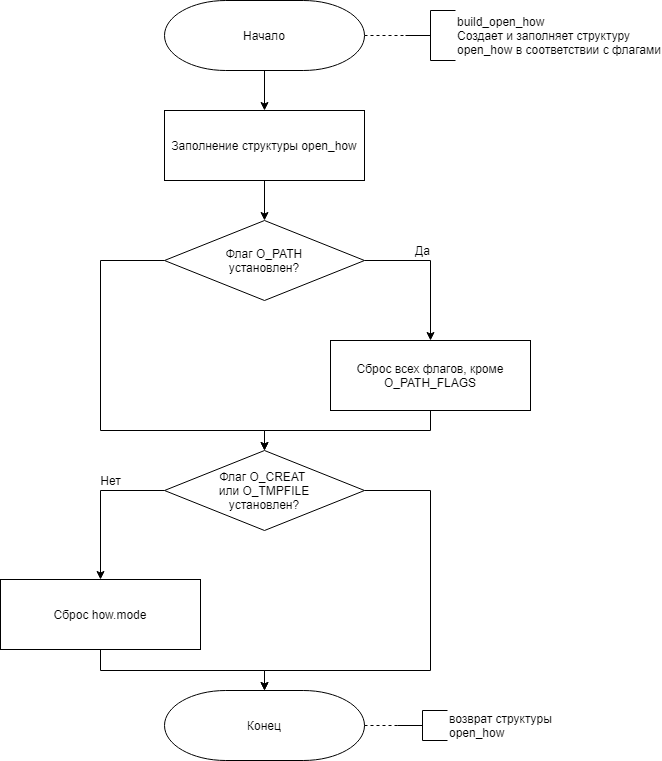 Начало
build_open_how
Создает и заполняет структуру
open_how в соответствии с флагами
Заполнение структуры open_how
Флаг O_PATH
установлен?
Да
Сброс всех флагов, кроме
O_PATH_FLAGS
Флаг O_CREAT
или O_TMPFILE
установлен?
Нет
Сброс how.mode
Конец
возврат структуры
open_how